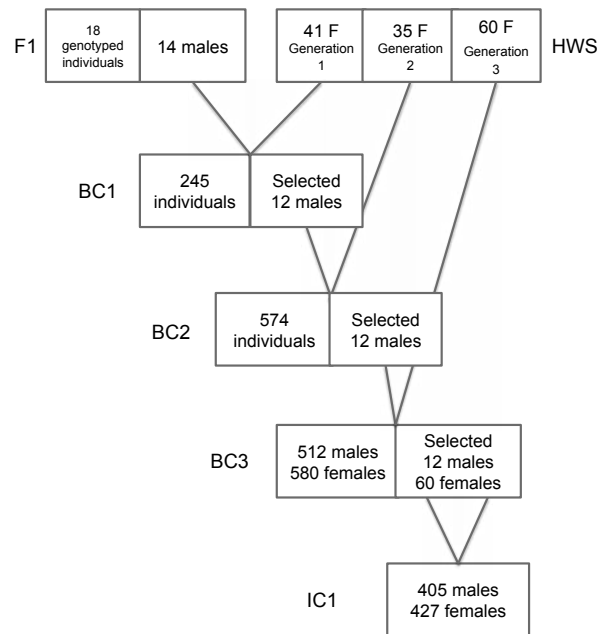 F1
18
genotyped
individuals
14 males
41 F
Generation
1
35 F
Generation
2
60 F
Generation
3
HWS
BC1
245
individuals
Selected
12 males
BC2
574
individuals
Selected
12 males
BC3
512 males
580 females
Selected
12 males
60 females
IC1
405 males
427 females